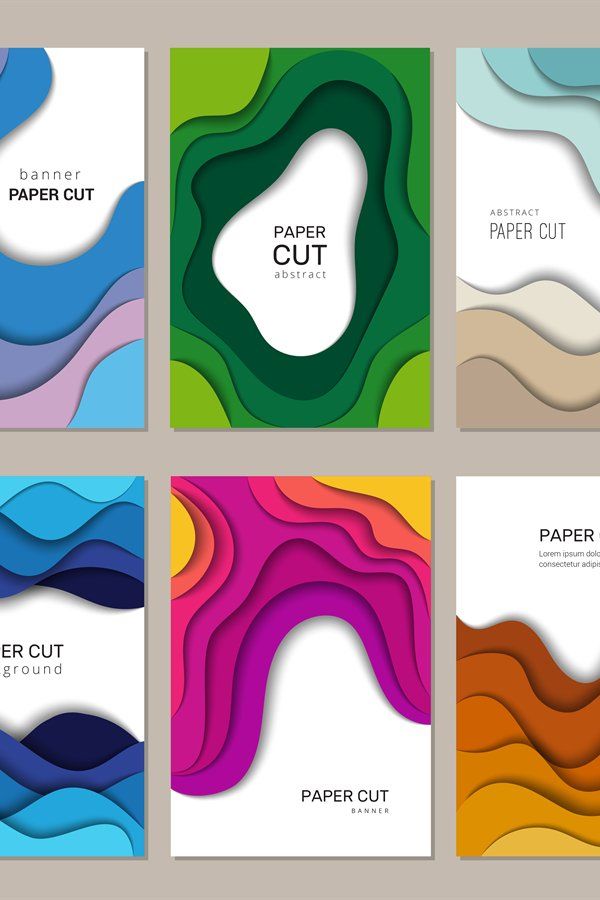 banner
PAPER CUT
PAPER
CUT
abstract
ABSTRACT
PAPER CUT
PER CUT
ground
PAPER CUT
BANNER
PAPER
Lorem ipsum dolo
consectetur adipis